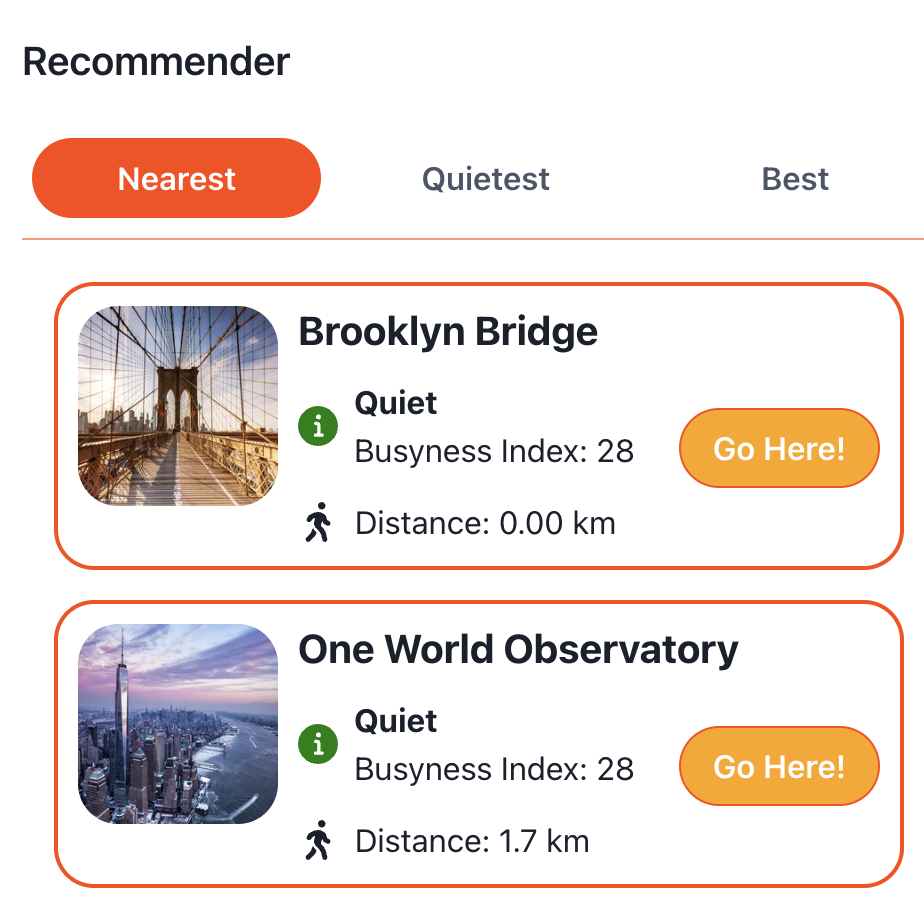 Recommender
Nearest Quietest Best
Brooklyn Bridge
Quiet
Busyness Index: 28
Go Here!
Distance: 0.00 km
One World Observatory
Quiet
Busyness Index: 28
Go Here!
Distance: 1.7 km